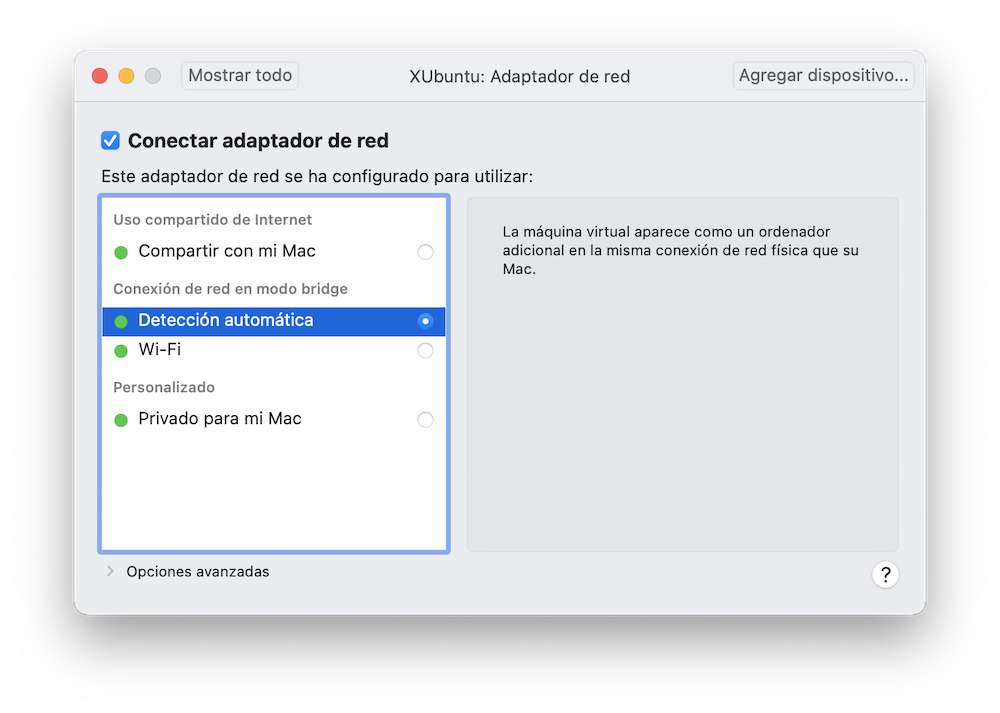 Mostrar todo
XUbuntu: Adaptador de red
Agregar dispositivo...
Conectar adaptador de red
Este adaptador de red se ha configurado para utilizar:
Uso compartido de Internet
Compartir con mi Mac
Conexión de red en modo bridge
Detección automática
Wi-Fi
Personalizado
Privado para mi Mac
La máquina virtual aparece como un ordenador
adicional en la misma conexión de red física que su
Mac.
Opciones avanzadas
?